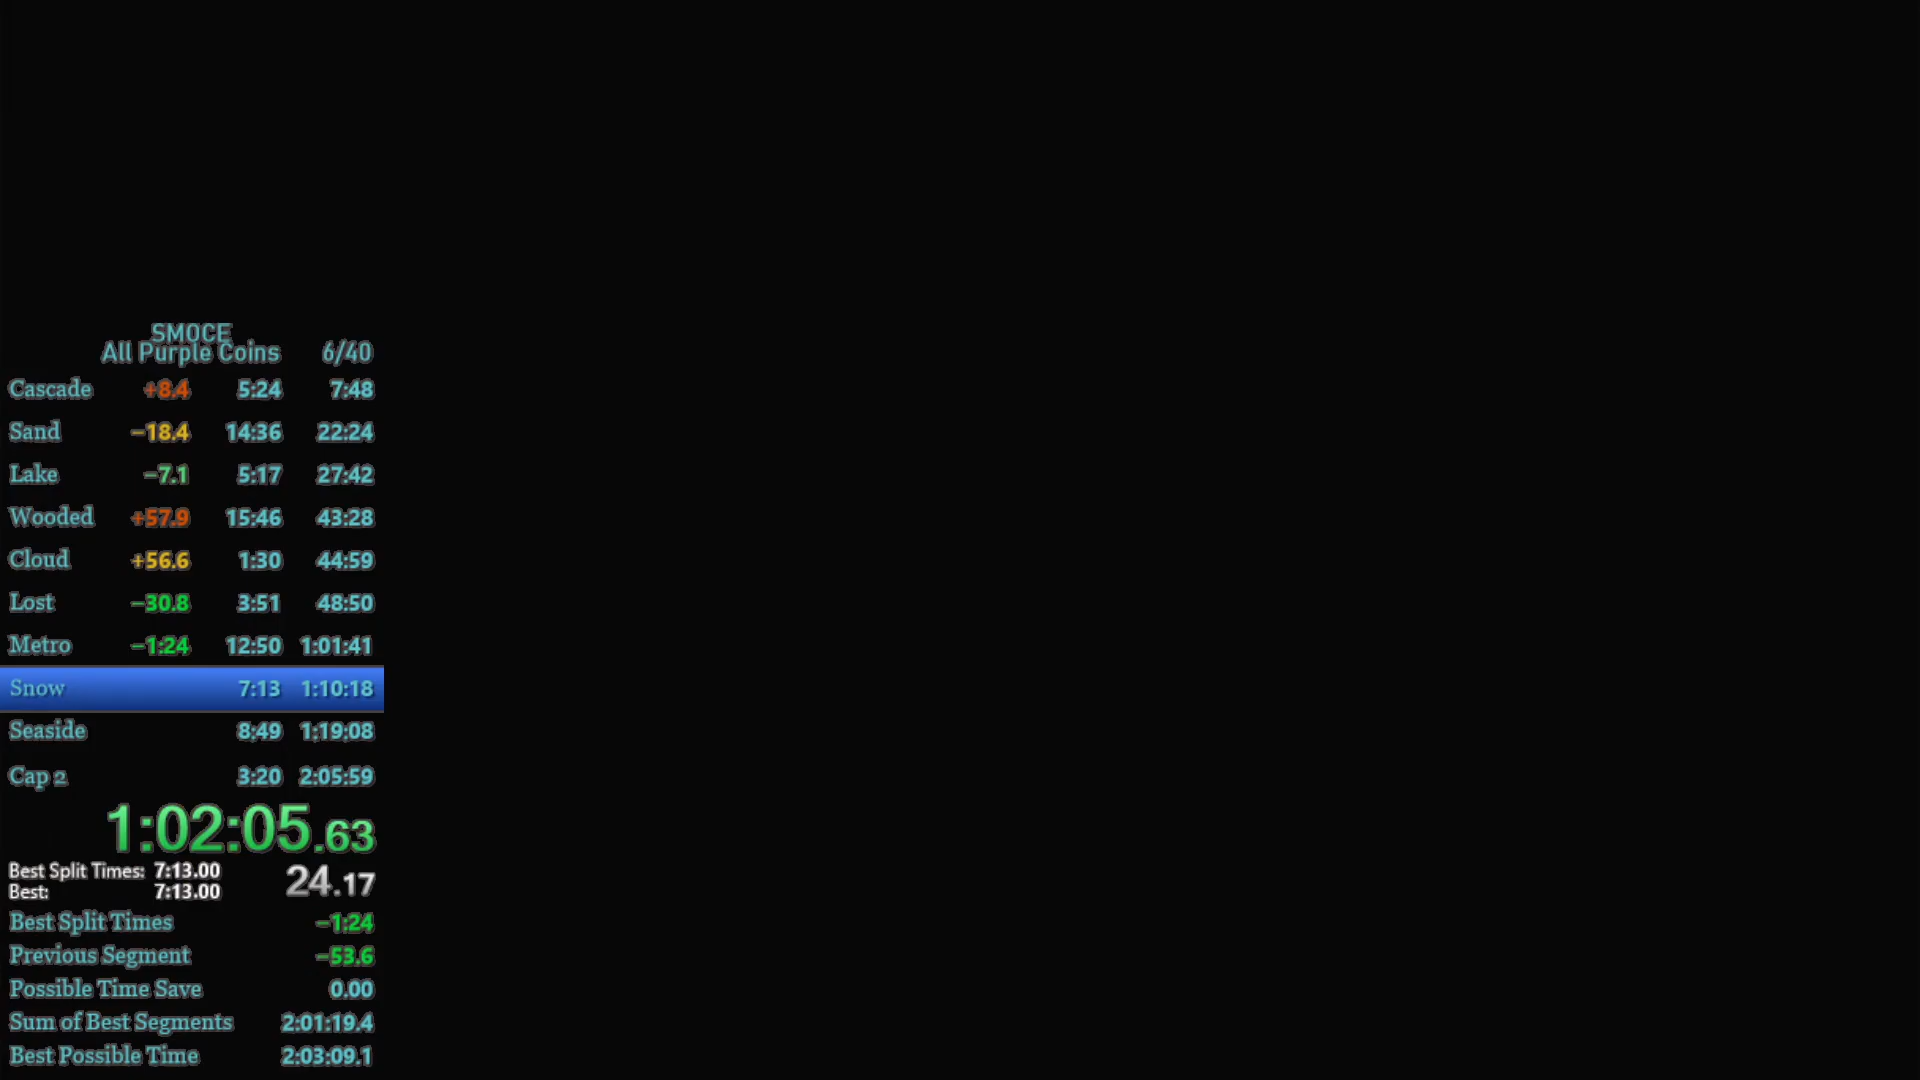 SMOCE
All Purple Coins 6/40
Cascade +8.4 5:24 7:48
Sand −18.4 14:36 22:24
Lake −7.1 5:17 27:42
Wooded +57.9 15:46 43:28
Cloud +56.6 1:30 44:59
Lost −30.8 3:51 48:50
Metro −1:24 12:50 1:01:41
Snow 7:13 1:10:18
Seaside 8:49 1:19:08
Cap 2 3:20 2:05:59
1:02:05.63
Best Split Times: 7:13.00 24.17
Best: 7:13.00
Best Split Times −1:24
Previous Segment −53.6
Possible Time Save 0.00
Sum of Best Segments 2:01:19.4
Best Possible Time 2:03:09.1